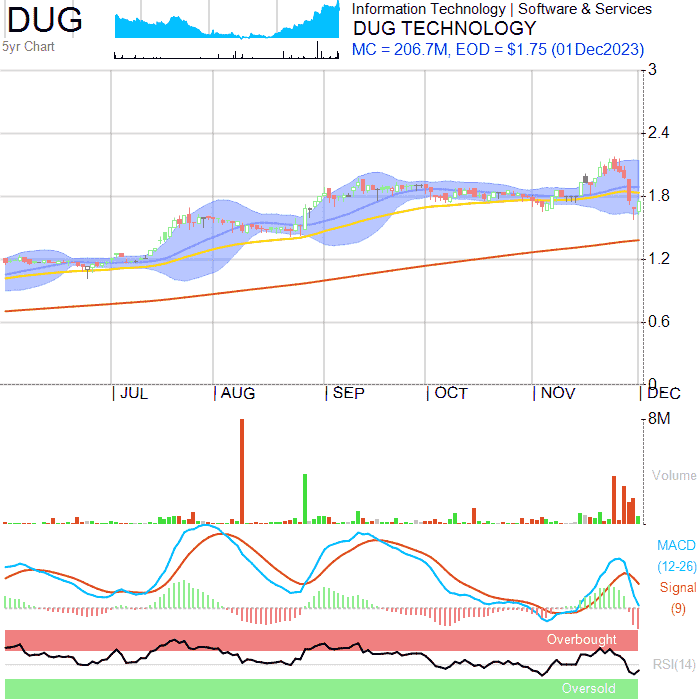 DUG
5yr Chart
Information Technology | Software & Services
DUG TECHNOLOGY
MC = 206.7M, EOD = $1.75 (01Dec2023)
3
2.4
1.8
1.2
0.6
0
JUL
AUG
SEP
OCT
NOV
DEC
8M
Volume
MACD
(12-26)
Signal
(9)
Overbought
RSI(14)
Oversold